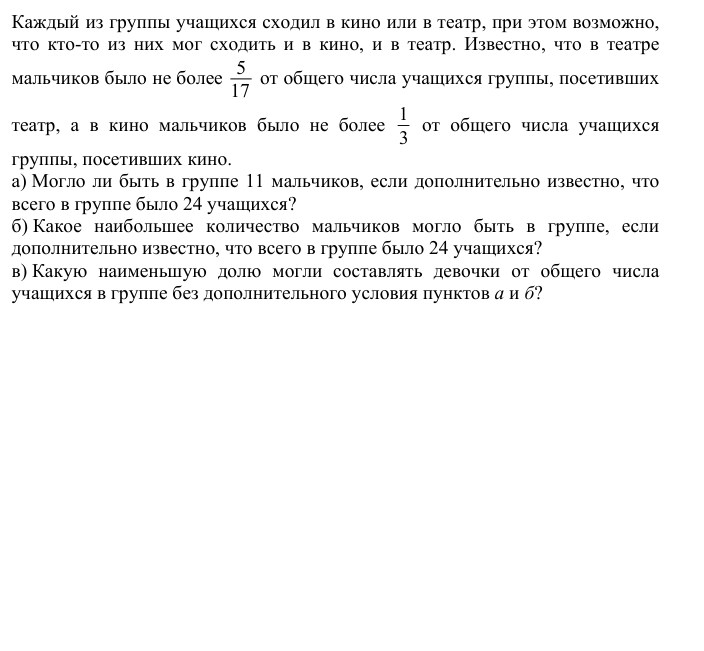 Каждый из группы учащихся сходил в кино или в театр, при этом возможно,
что кто-то из них мог сходить и в кино, и в театр. Известно, что в театре
мальчиков было не более 5/17 от общего числа учащихся группы, посетивших
театр, а в кино мальчиков было не более 1/3 от общего числа учащихся
группы, посетивших кино.
а) Могло ли быть в группе 11 мальчиков, если дополнительно известно, что
всего в группе было 24 учащихся?
б) Какое наибольшее количество мальчиков могло быть в группе, если
дополнительно известно, что всего в группе было 24 учащихся?
в) Какую наименьшую долю могли составлять девочки от общего числа
учащихся в группе без дополнительного условия пунктов а и б?